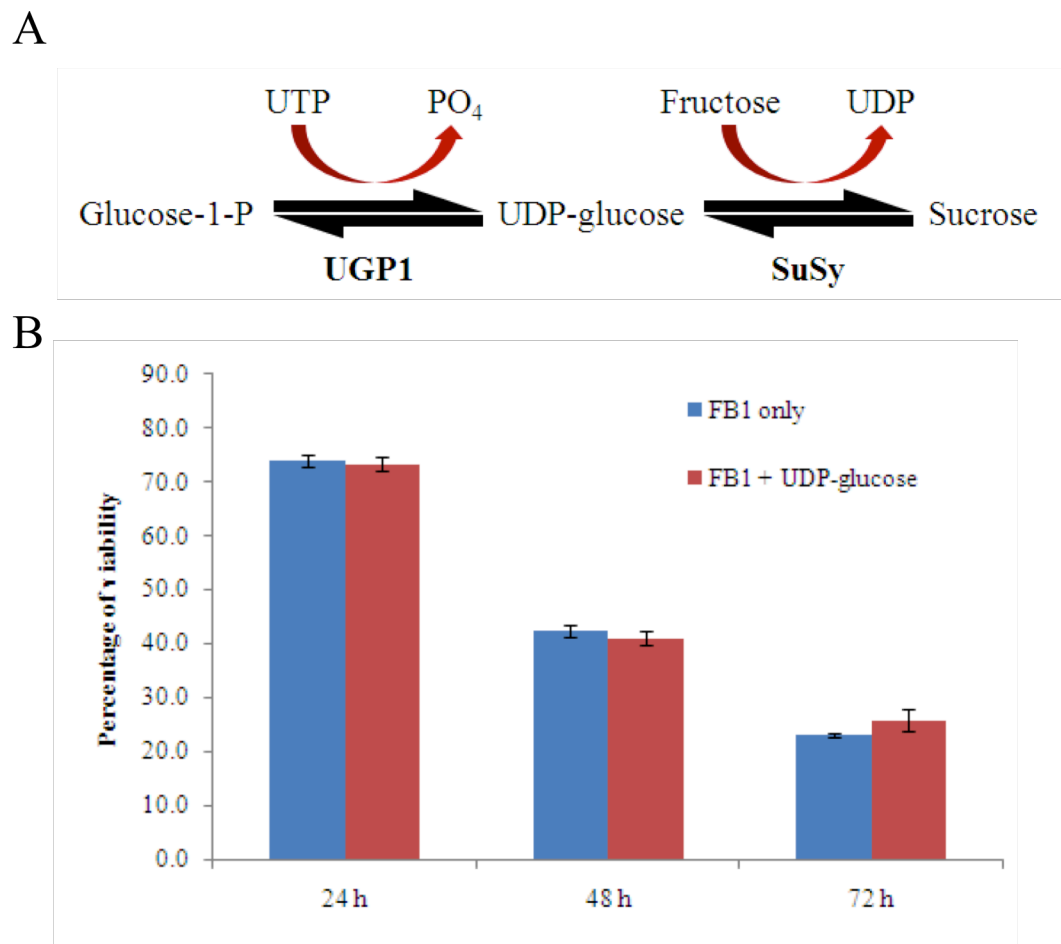 A
UTP PO4 Fructose UDP
Glucose-1-P UDP-glucose Sucrose
UGP1 SuSy
B
90.0
80.0
70.0
60.0
50.0
40.0
30.0
20.0
10.0
0.0
Percentage of viability
FB1 only
FB1 + UDP-glucose
24 h 48 h 72 h